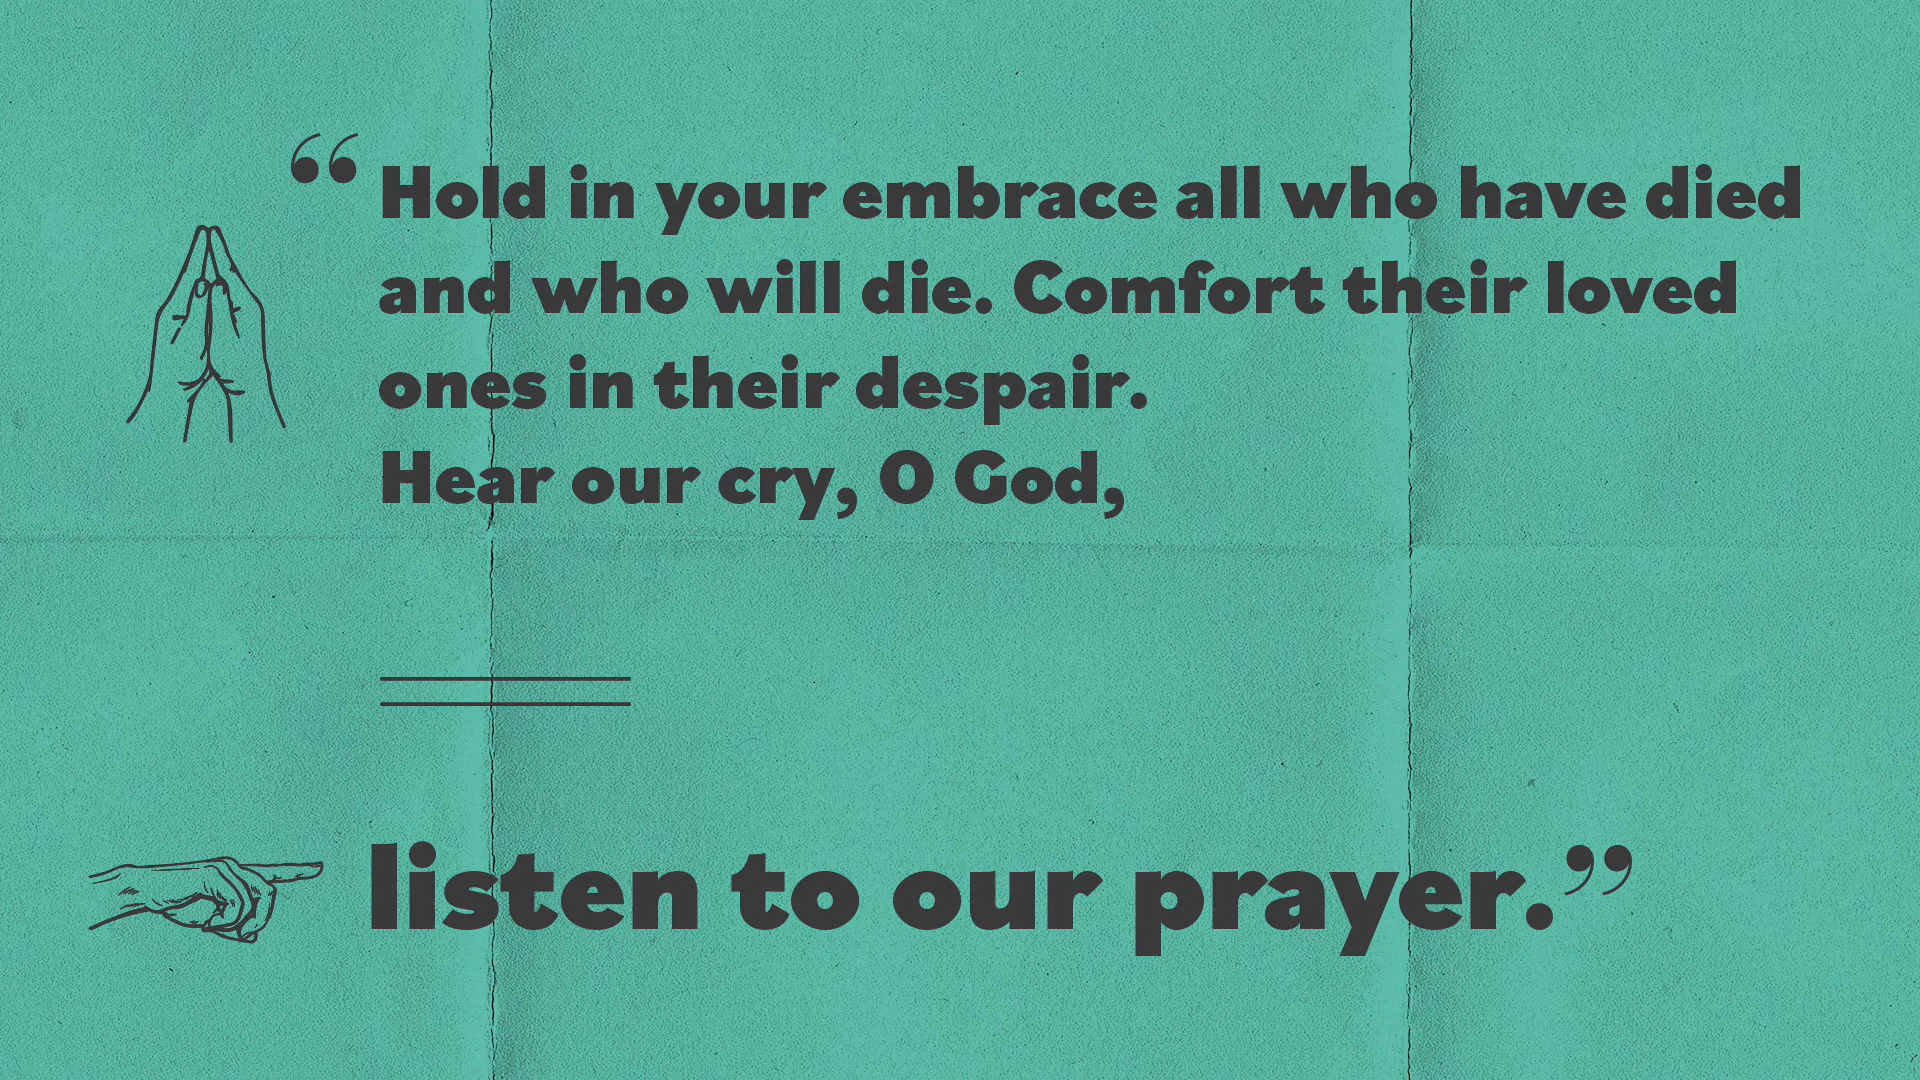 “Hold in your embrace all who have died
and who will die. Comfort their loved
ones in their despair.
Hear our cry, O God,
listen to our prayer.”